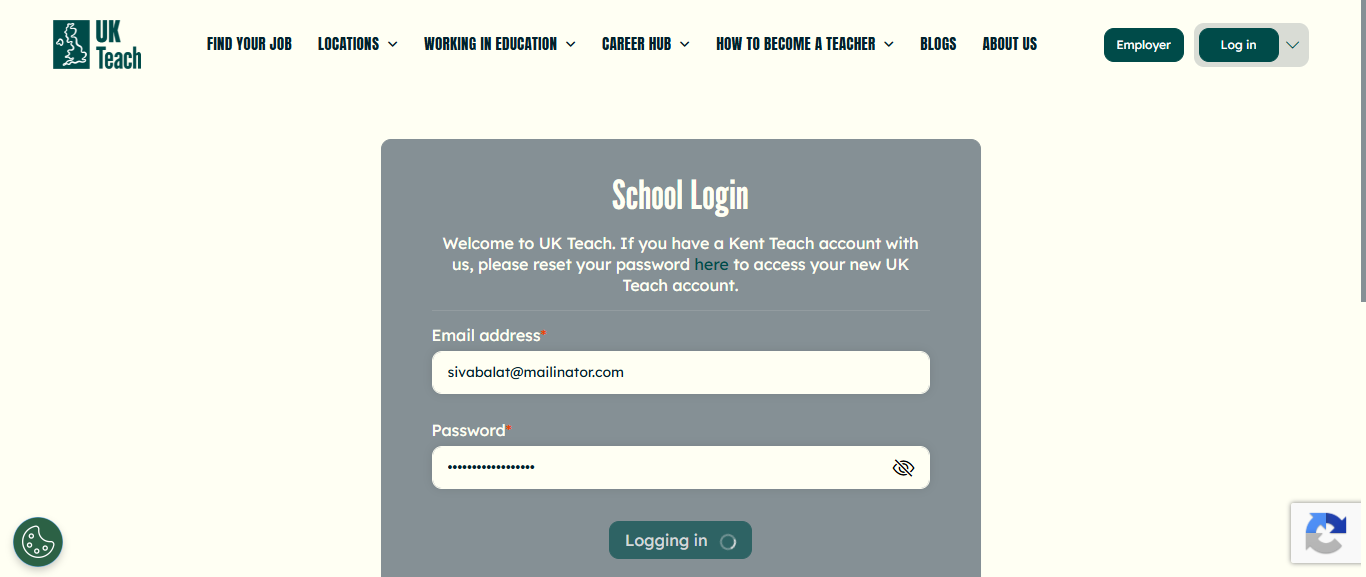 UK
Teach
FIND YOUR JOB LOCATIONS WORKING IN EDUCATION CAREER HUB HOW TO BECOME A TEACHER BLOGS ABOUT US Employer Log in
School Login
Welcome to UK Teach. If you have a Kent Teach account with
us, please reset your password here to access your new UK
Teach account.
Email address*
sivabalat@mailinator.com
Password*
••••••••••••••••••
Logging in